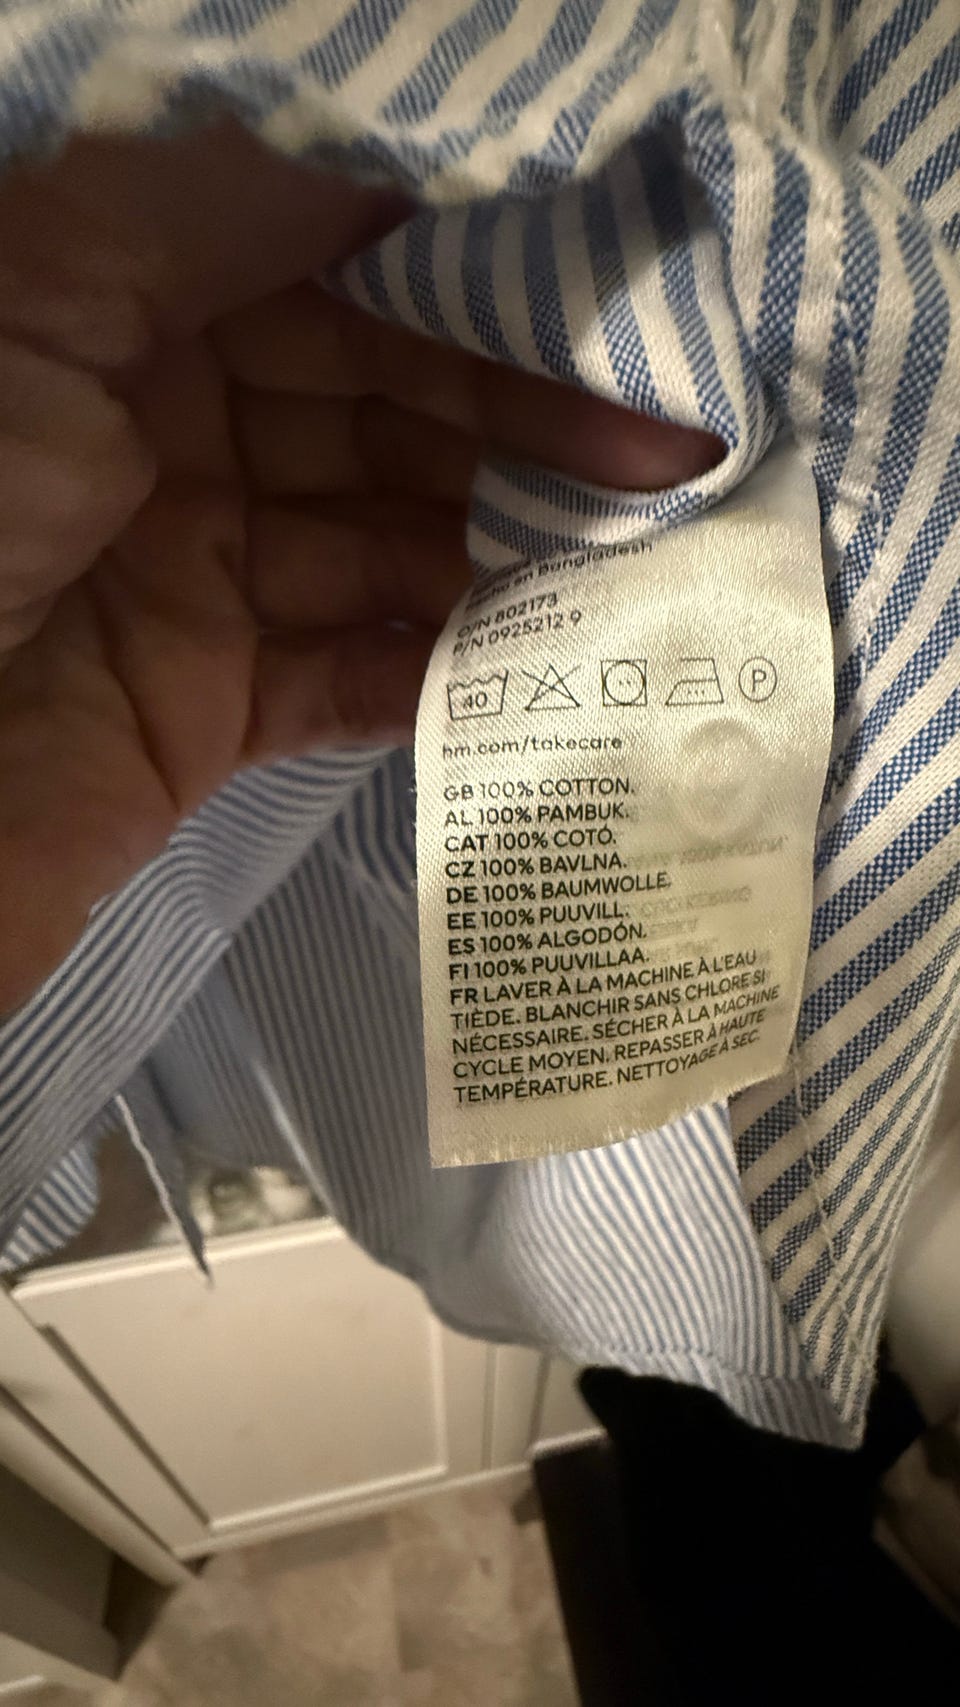 en Bangladesh
O/N 802173
P/N 0925212 9
40 P
hm.com/takecare
GB 100% COTTON.
AL 100% PAMBUK.
CAT 100% COTÓ.
CZ 100% BAVLNA.
DE 100% BAUMWOLLE.
EE 100% PUUVILL.
ES 100% ALGODÓN.
FI 100% PUUVILLAA.
FR LAVER À LA MACHINE À L'EAU
TIÈDE. BLANCHIR SANS CHLORE SI
NÉCESSAIRE. SÉCHER À LA MACHINE
CYCLE MOYEN. REPASSER À HAUTE
TEMPÉRATURE. NETTOYAGE À SEC.